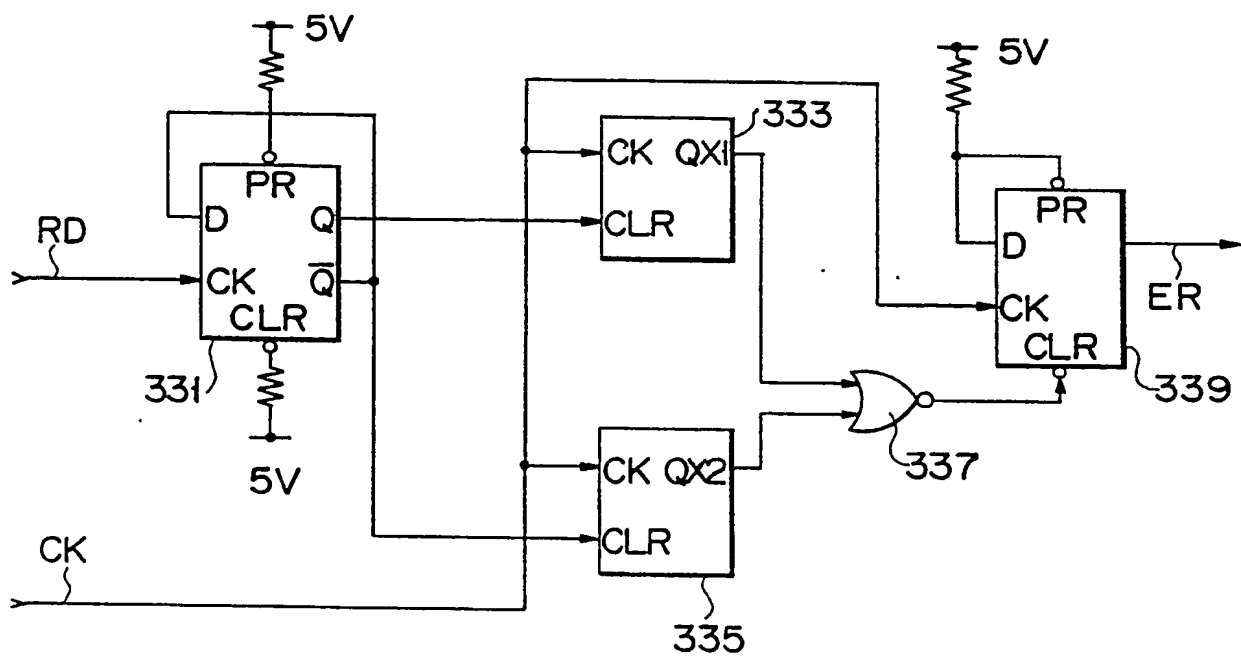 5V
5V
333
CK QX1
PR
CLR
PR
D Q
D
RD
CK Q̅
ER
CK
CLR
CLR
331
339
337
5V
CK QX2
CLR
CK
335